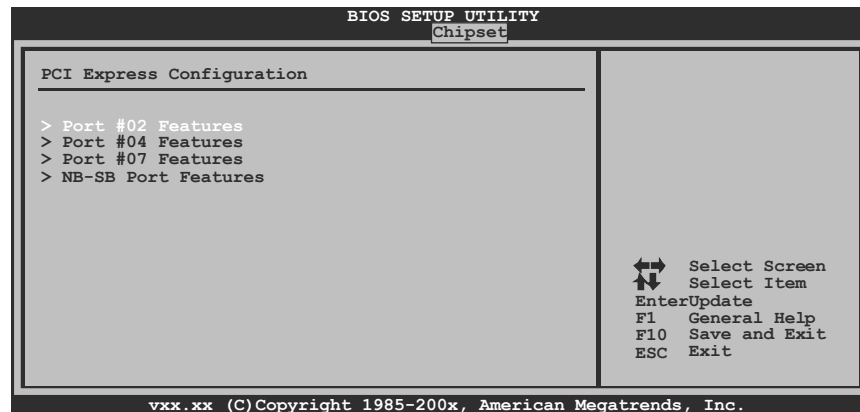 BIOS SETUP UTILITY
Chipset
PCI Express Configuration
> Port #02 Features
> Port #04 Features
> Port #07 Features
> NB-SB Port Features
Select Screen
Select Item
EnterUpdate
F1 General Help
F10 Save and Exit
ESC Exit
vxx.xx (C)Copyright 1985-200x, American Megatrends, Inc.